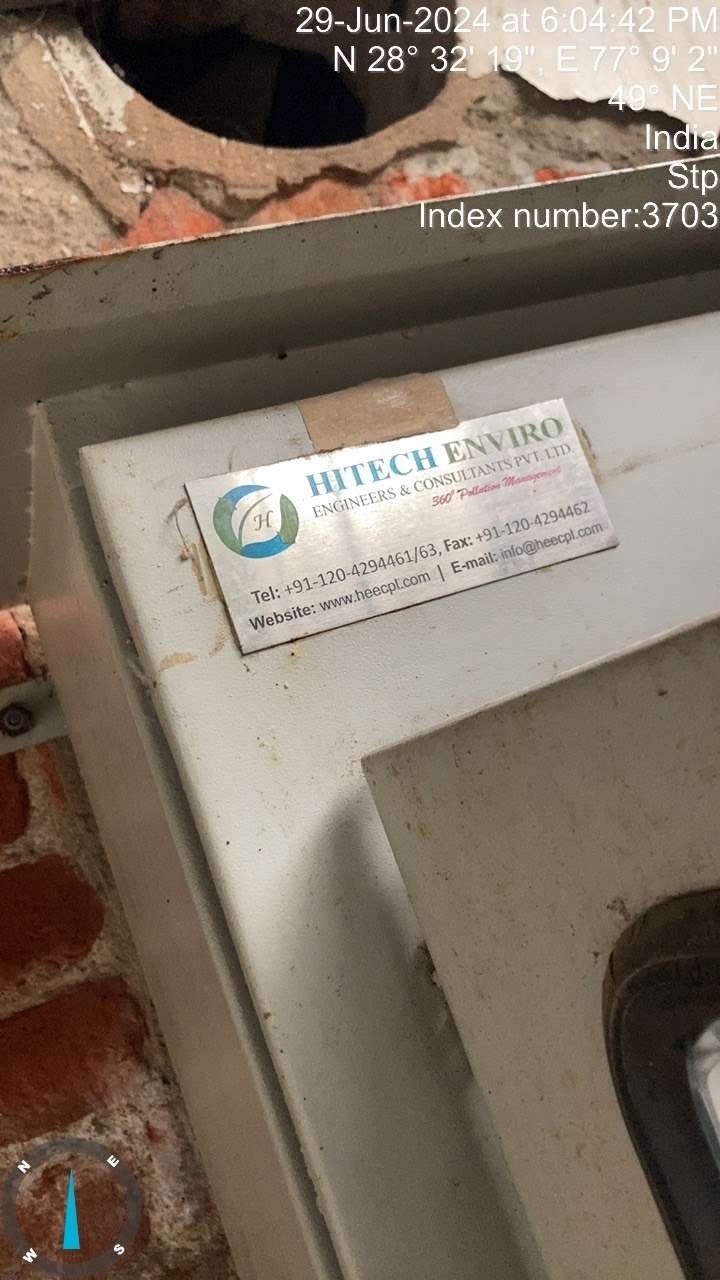 29-Jun-2024 at 6:04:42 PM
N 28° 32' 19", E 77° 9' 2"
49° NE
India
Stp
Index number:3703
HITECH ENVIRO
ENGINEERS & CONSULTANTS PVT. LTD.
360° Pollution Management
H
Tel: +91-120-4294461/63, Fax: +91-120-4294462
Website: www.heecpl.com | E-mail: info@heecpl.com
N E
W S